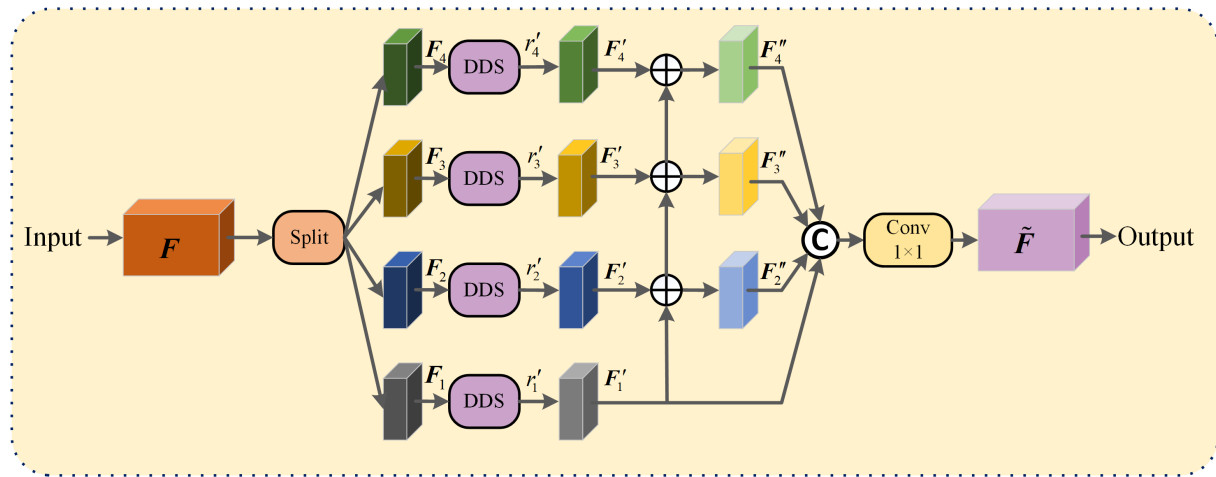 F₄ DDS r′₄ F′₄ F″₄
F₃ DDS r′₃ F′₃ F″₃
Input F Split C Conv F̃ Output
1×1
F₂ DDS r′₂ F′₂ F″₂
F₁ DDS r′₁ F′₁